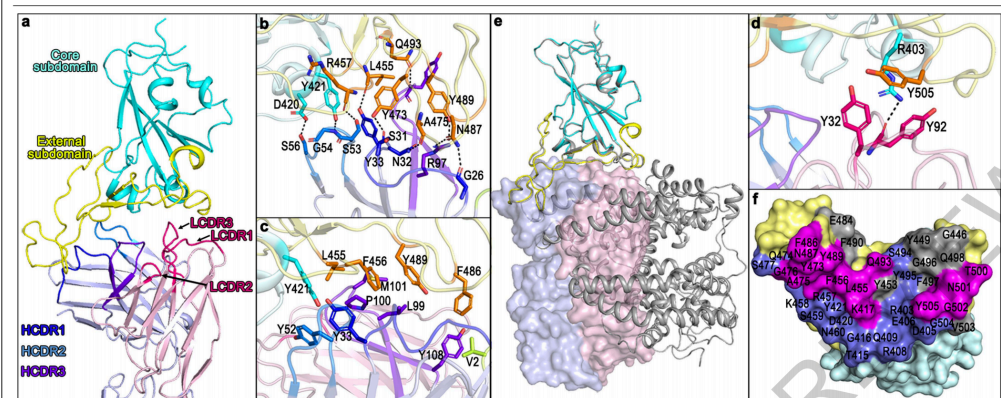 a
Core
subdomain
External
subdomain
LCDR3
LCDR1
LCDR2
HCDR1
HCDR2
HCDR3
b
Q493
R457
L455
Y421
D420
Y473
Y489
A475
N487
S56
G54
S53
S31
Y33
N32
R97
G26
c
L455
F456
Y489
M101
F486
Y421
P100
L99
Y52
Y33
Y108
V2
e
d
R403
Y505
Y32
Y92
f
E484
F486
F490
Y449
G446
Q474
N487
Y489
Q493
S494
G496
Q498
S477
G476
Y473
T500
A475
F456
L455
Y453
Y495
F497
N501
K458
R457
Y421
K417
R403
Y505
G502
S459
D420
E406
G504
V503
N460
G416
Q409
D405
T415
R408